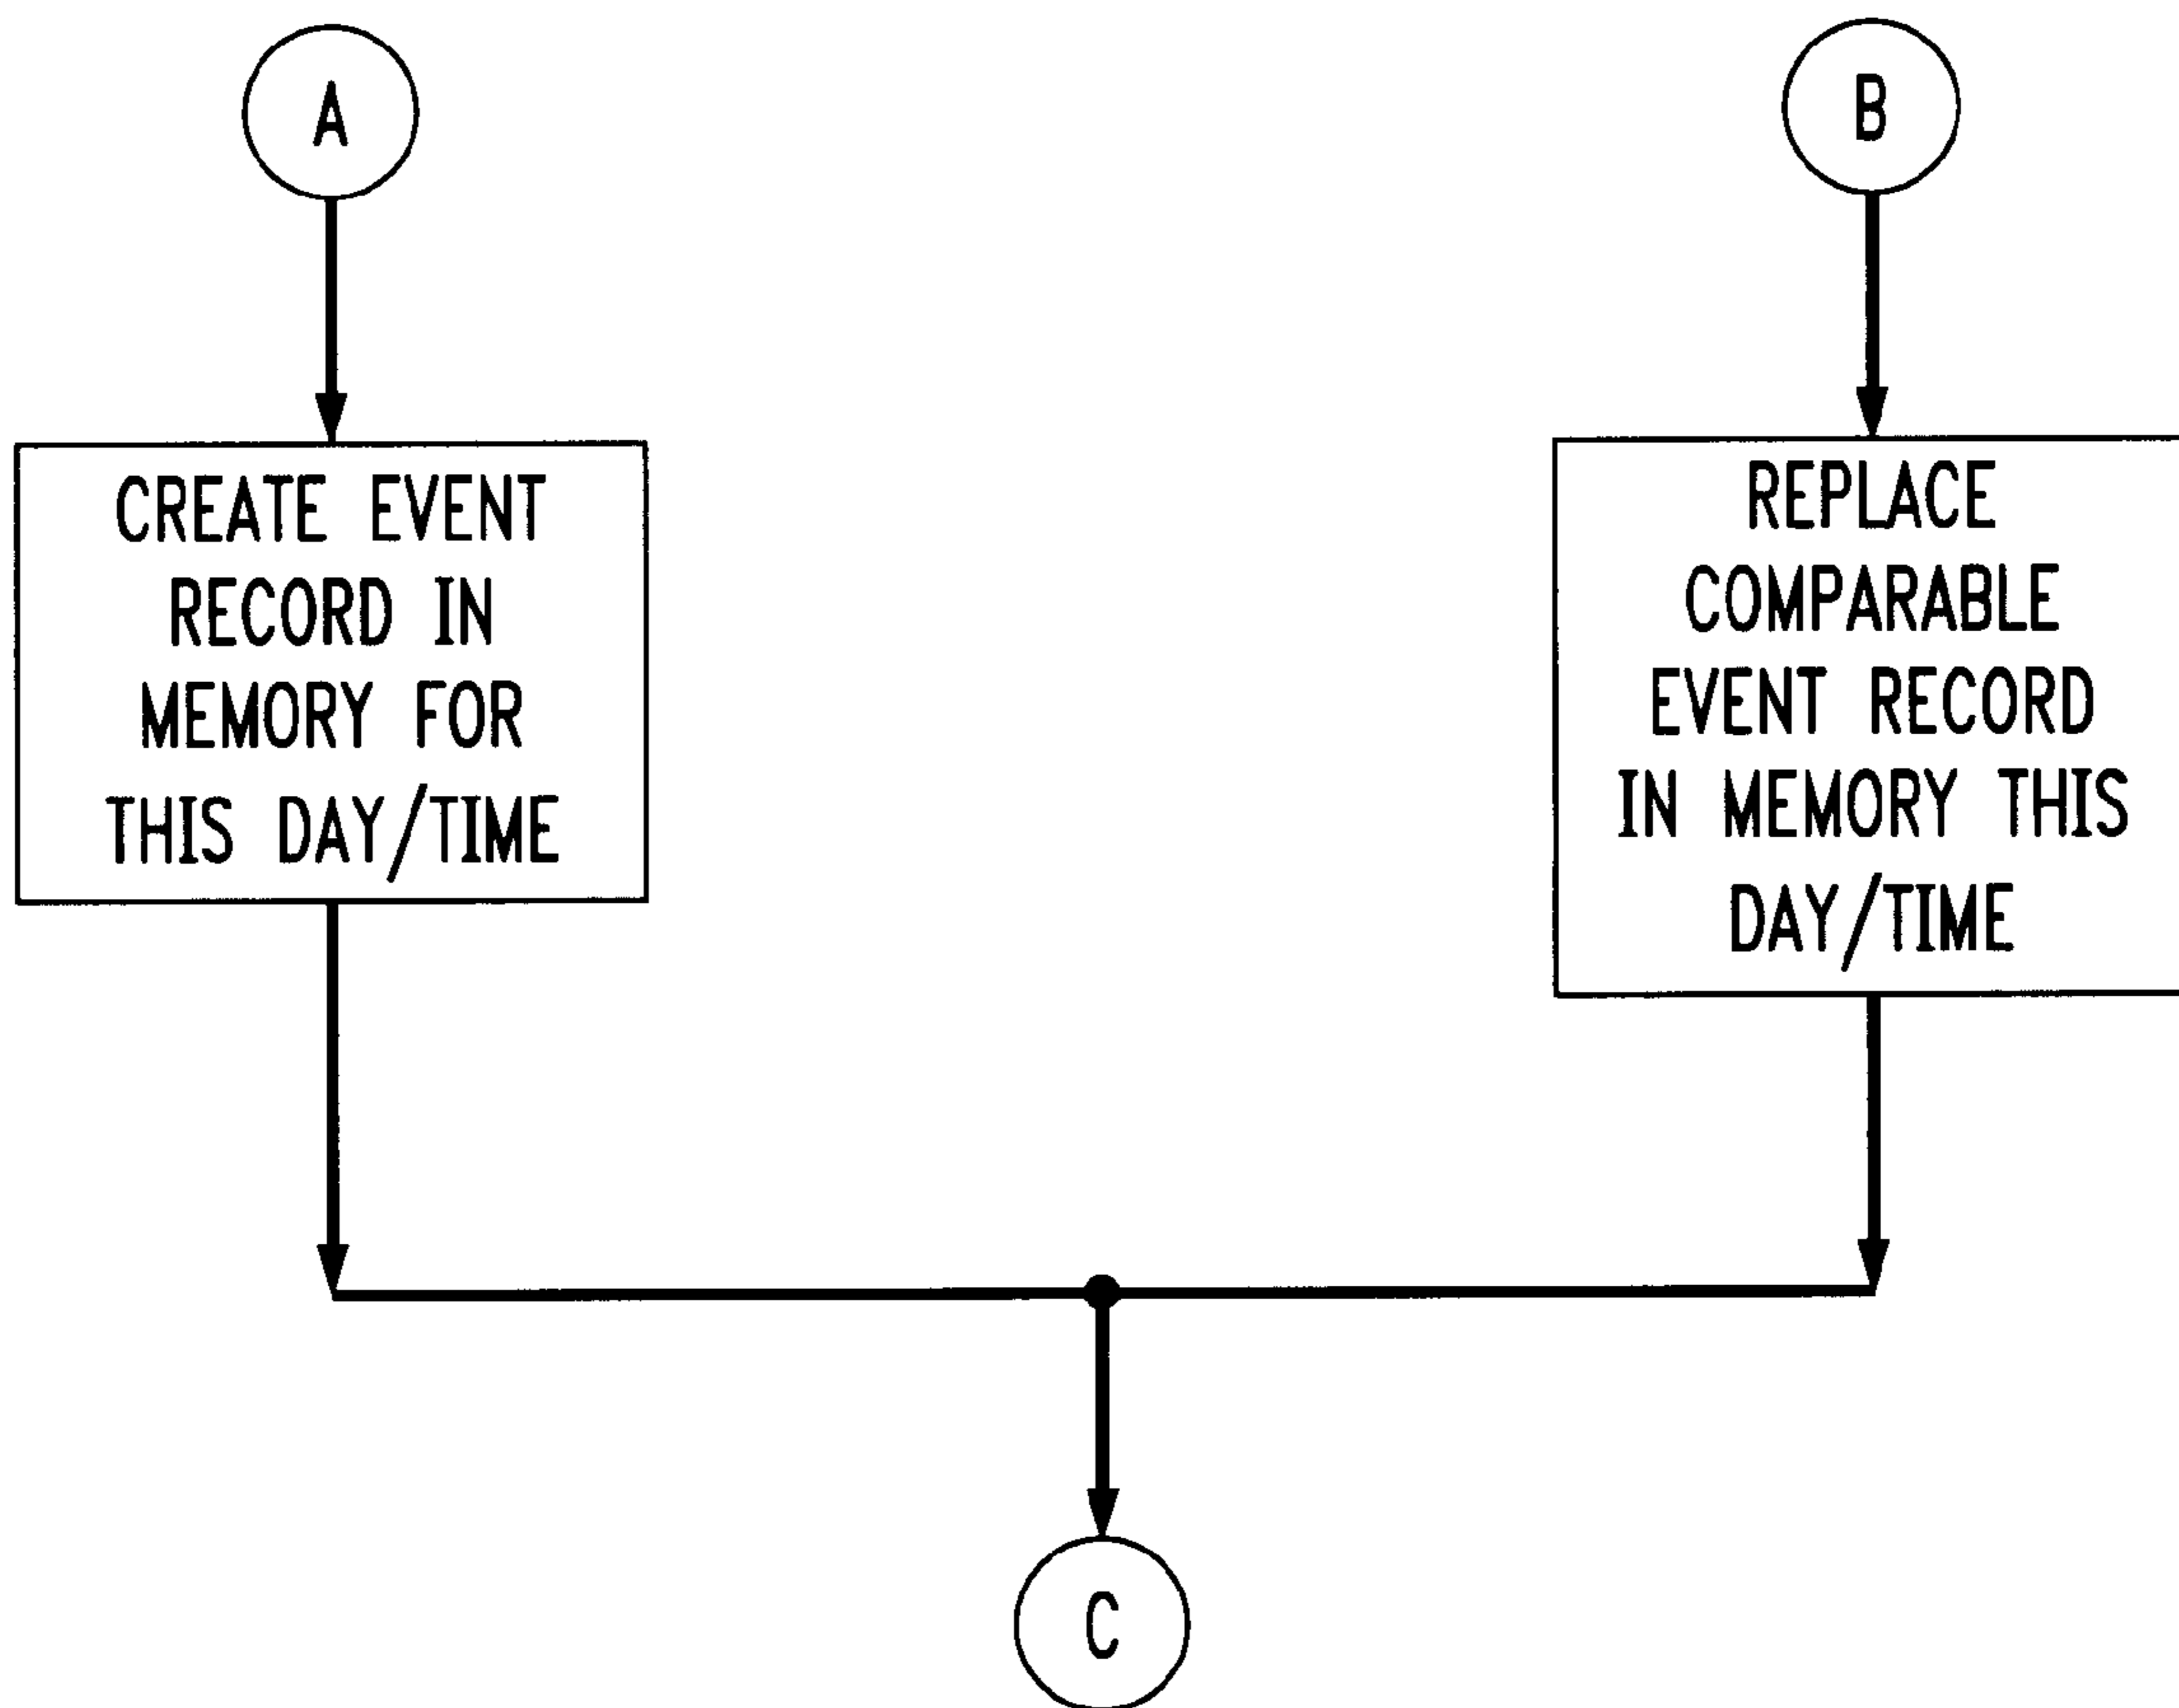 A
CREATE EVENT
RECORD IN
MEMORY FOR
THIS DAY/TIME
B
REPLACE
COMPARABLE
EVENT RECORD
IN MEMORY THIS
DAY/TIME
C